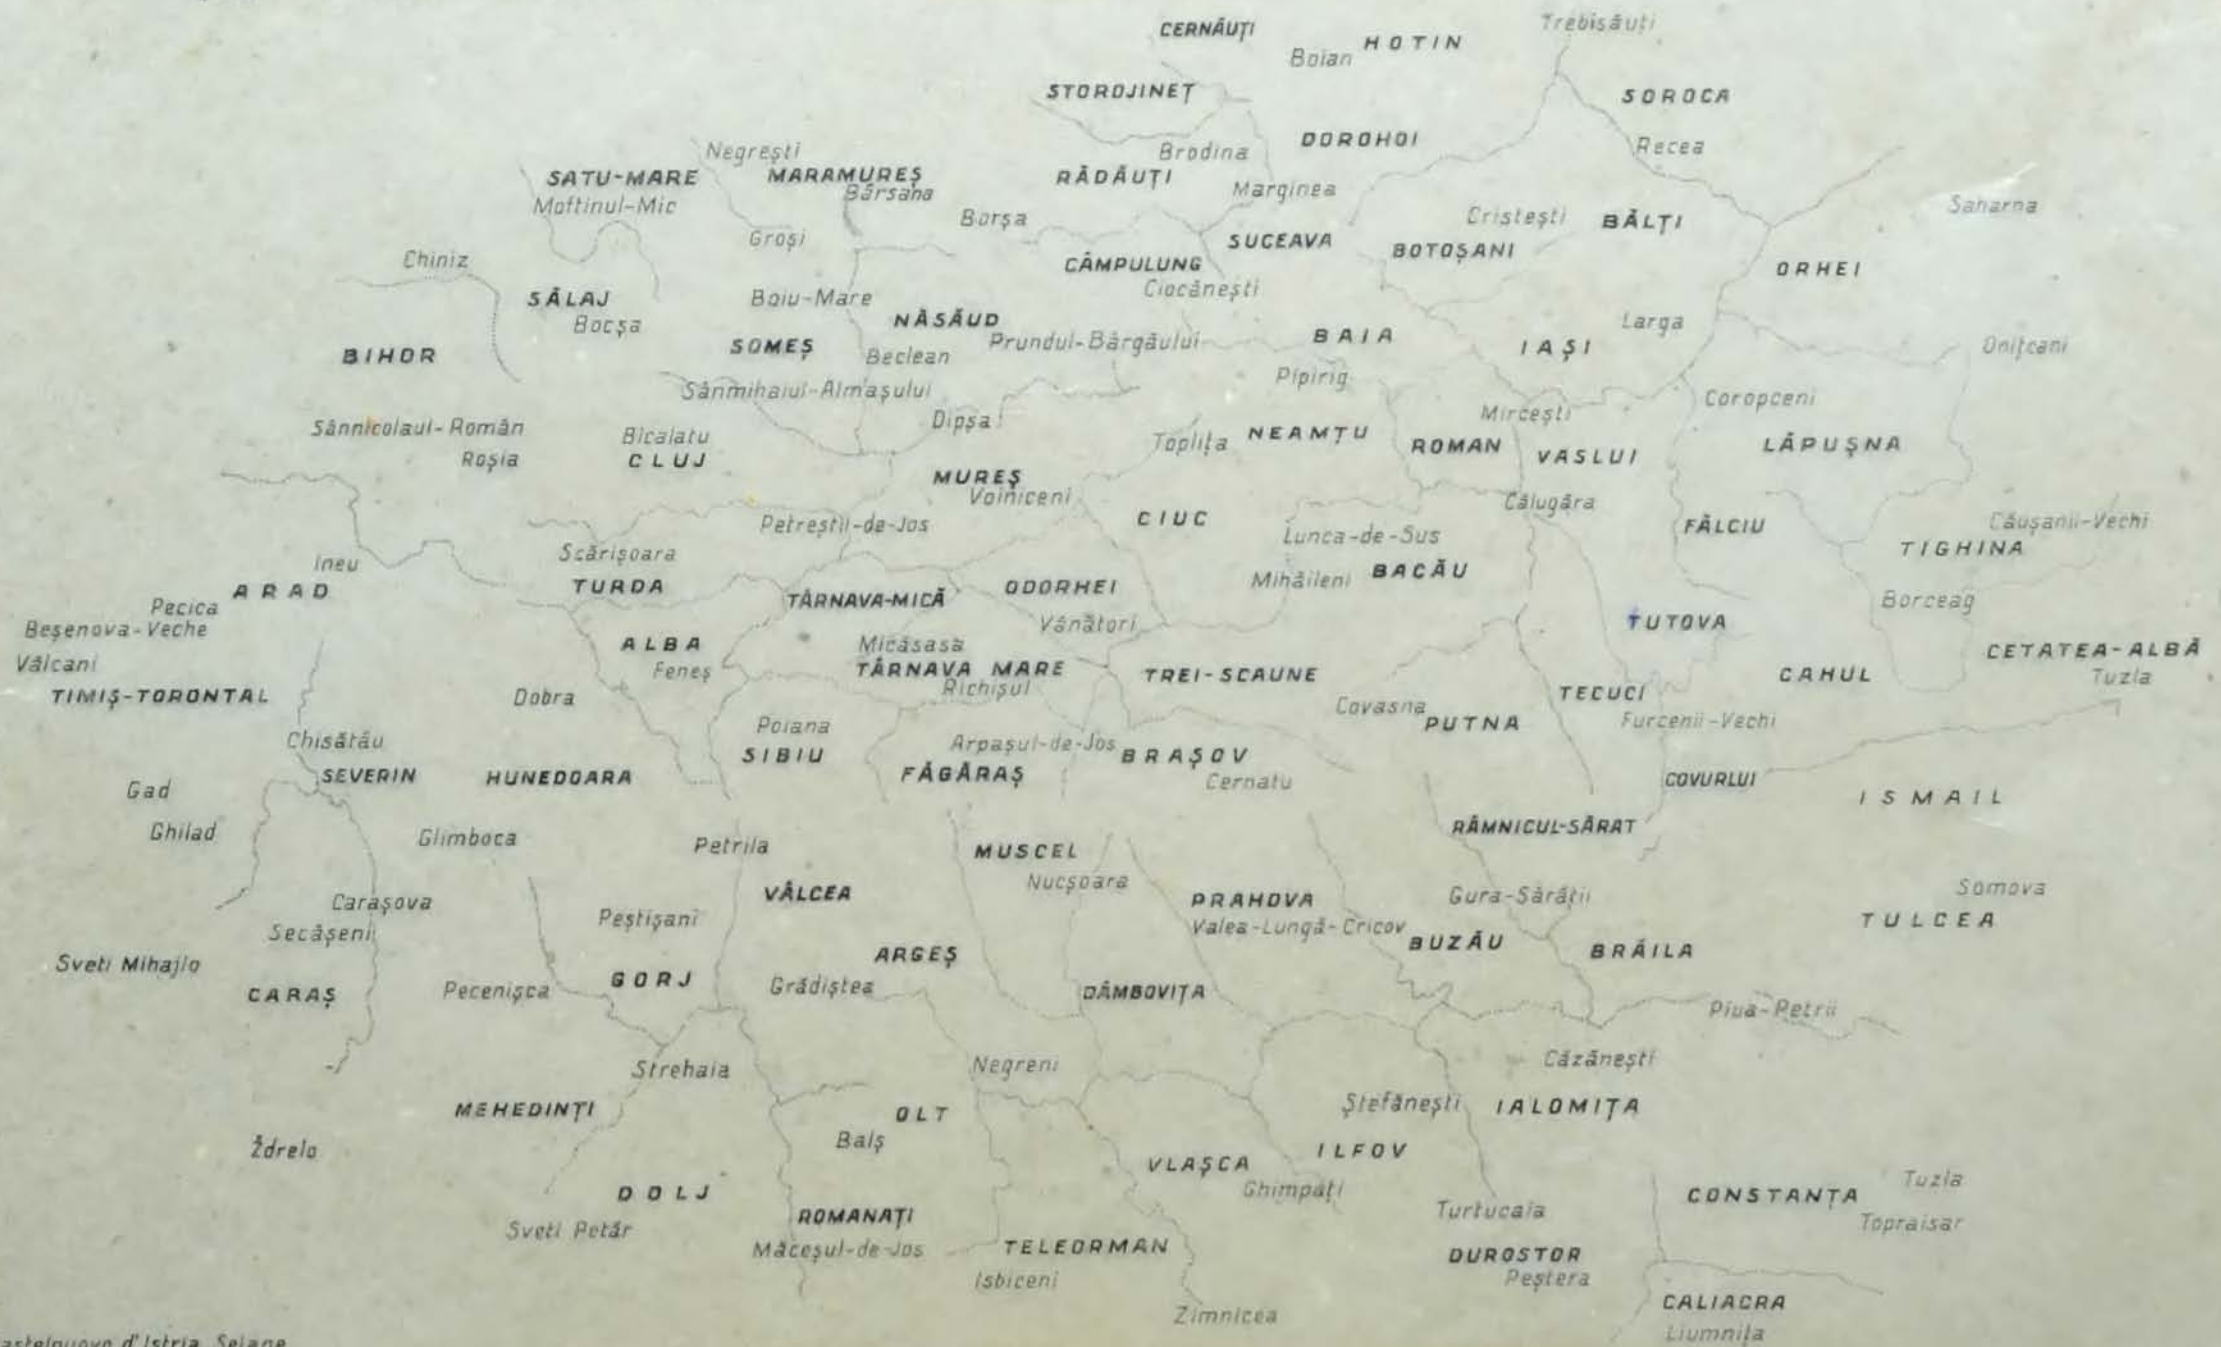 CERNĂUȚI
Trebisăuți
Boian
HOTIN
STOROJINEȚ
SOROCA
DOROHOI
Recea
Negrești
Brodina
SATU-MARE
MARAMUREȘ
RĂDĂUȚI
Marginea
Bârsana
Moftinul-Mic
Borșa
Cristești
BĂLȚI
Saharna
Groși
SUCEAVA
BOTOȘANI
Chiniz
CÂMPULUNG
ORHEI
Ciocănești
SĂLAJ
Boiu-Mare
Bocșa
NĂSĂUD
Larga
BIHOR
SOMEȘ
Beclean
Prundul-Bârgăului
BAIA
IAȘI
Onițcani
Pipirig
Sânmihaiul-Almașului
Coropceni
Dipșa
Mircești
Sânnicolaul-Român
Bicalatu
Toplița
NEAMȚU
ROMAN
VASLUI
LĂPUȘNA
Roșia
CLUJ
MUREȘ
Voiniceni
Călugăra
Petreștii-de-Jos
CIUC
Lunca-de-Sus
FĂLCIU
Căușanii-Vechi
TIGHINA
Scărișoara
Ineu
ARAD
TURDA
TÂRNAVA-MICĂ
ODORHEI
Mihăileni
BACĂU
Borceag
Pecica
Beșenova-Veche
Vânători
TUTOVA
ALBA
Micăsasa
CETATEA-ALBĂ
Vălcani
Feneș
TÂRNAVA MARE
TREI-SCAUNE
CAHUL
Tuzla
TIMIȘ-TORONTAL
Dobra
Richișul
Covasna
PUTNA
TECUCI
Furcenii-Vechi
Chisătău
Poiana
Arpașul-de-Jos
SIBIU
BRAȘOV
SEVERIN
HUNEDOARA
FĂGĂRAȘ
Cernatu
COVURLUI
Gad
ISMAIL
Ghilad
Glimboca
Petrila
MUSCEL
RÂMNICUL-SĂRAT
Nucșoara
Carașova
VÂLCEA
PRAHOVA
Gura-Sărății
Somova
Secășeni
Peștișani
Valea-Lungă-Cricov
TULCEA
Sveti Mihajlo
ARGEȘ
BUZĂU
BRĂILA
CARAȘ
Pecenișca
GORJ
Grădiștea
DÂMBOVIȚA
Piua-Petrii
Strehaia
Negreni
Căzănești
MEHEDINȚI
OLT
Ștefănești
IALOMIȚA
Ždrelo
Balș
ILFOV
VLAȘCA
DOLJ
Ghimpați
CONSTANȚA
Tuzla
Sveti Petăr
ROMANAȚI
Turtucaia
Topraisar
Măceșul-de-Jos
TELEORMAN
DUROSTOR
Isbiceni
Peștera
Zimnicea
CALIACRA
Liumnița
astelnuovo d'Istria, Sejane